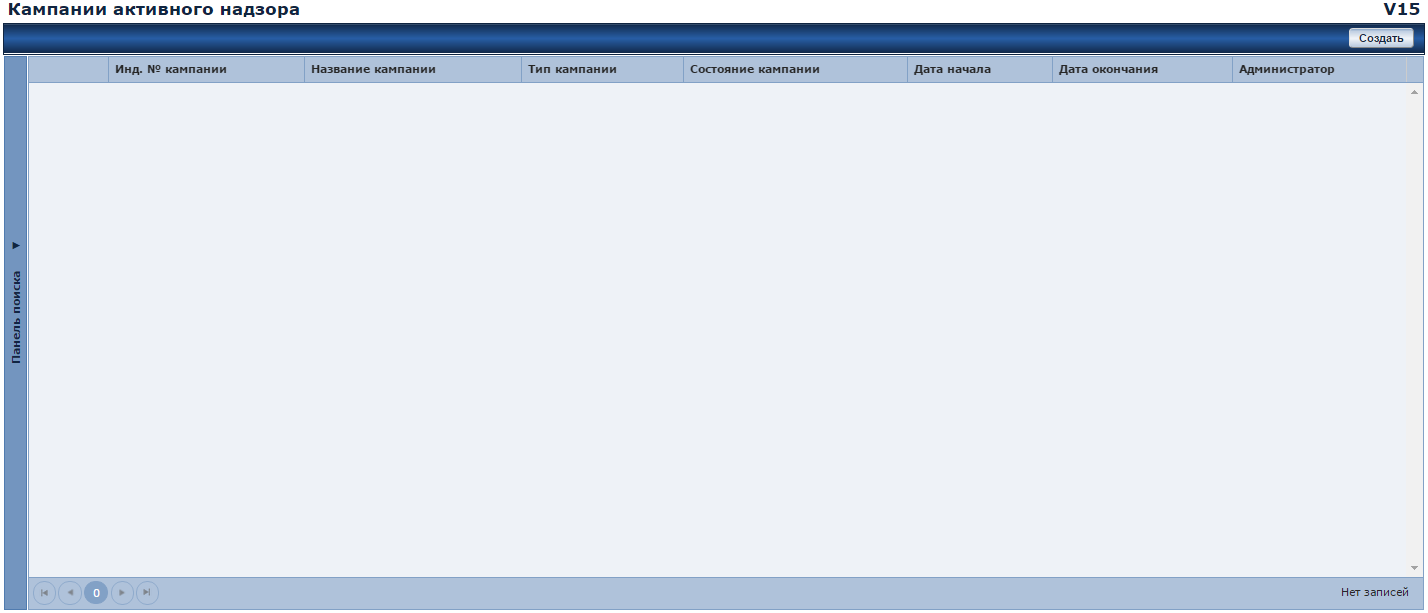 Кампании активного надзора V15
Создать
Инд. № кампании Название кампании Тип кампании Состояние кампании Дата начала Дата окончания Администратор
Панель поиска
0 Нет записей